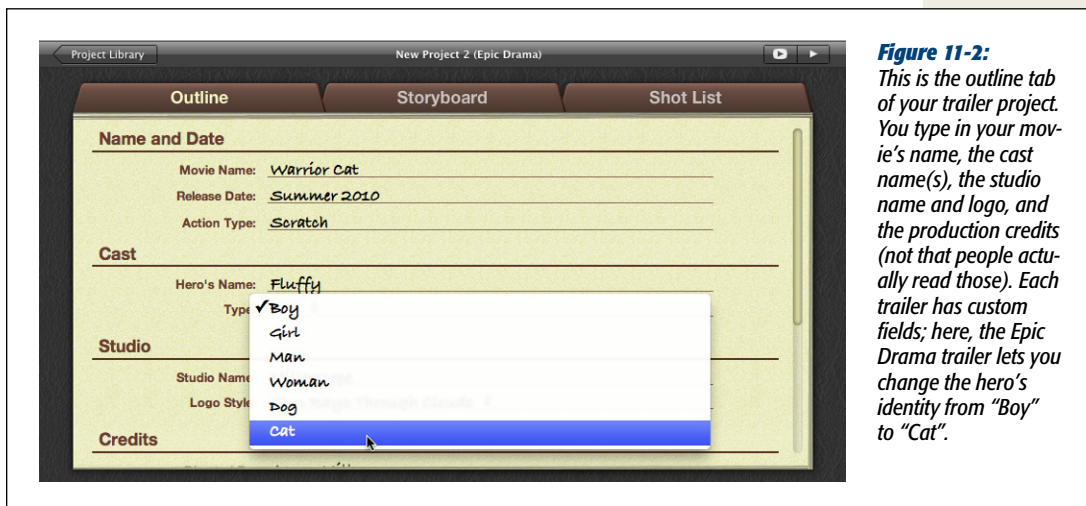 Project Library
New Project 2 (Epic Drama)
Outline
Storyboard
Shot List
Name and Date
Movie Name: Warrior Cat
Release Date: Summer 2010
Action Type: Scratch
Cast
Hero's Name: Fluffy
Type
✓Boy
Girl
Man
Woman
Dog
Cat
Studio
Studio Name
Logo Style
Credits
Figure 11-2:
This is the outline tab
of your trailer project.
You type in your mov-
ie's name, the cast
name(s), the studio
name and logo, and
the production credits
(not that people actu-
ally read those). Each
trailer has custom
fields; here, the Epic
Drama trailer lets you
change the hero's
identity from “Boy”
to “Cat”.